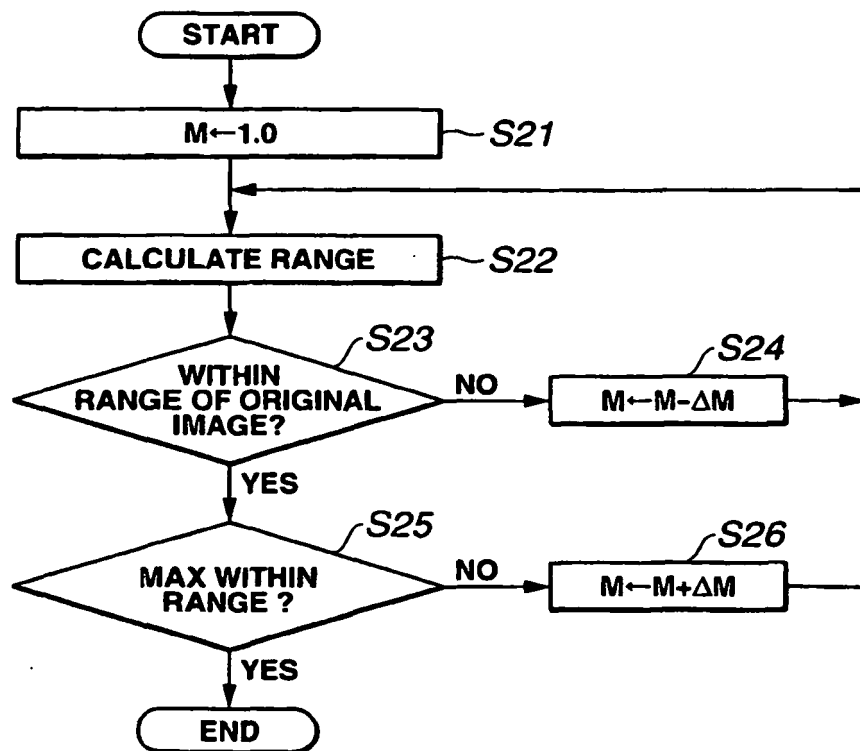 START
M←1.0
S21
CALCULATE RANGE
S22
S23
WITHIN
RANGE OF ORIGINAL
IMAGE?
NO
S24
M←M-ΔM
YES
S25
MAX WITHIN
RANGE ?
NO
S26
M←M+ΔM
YES
END